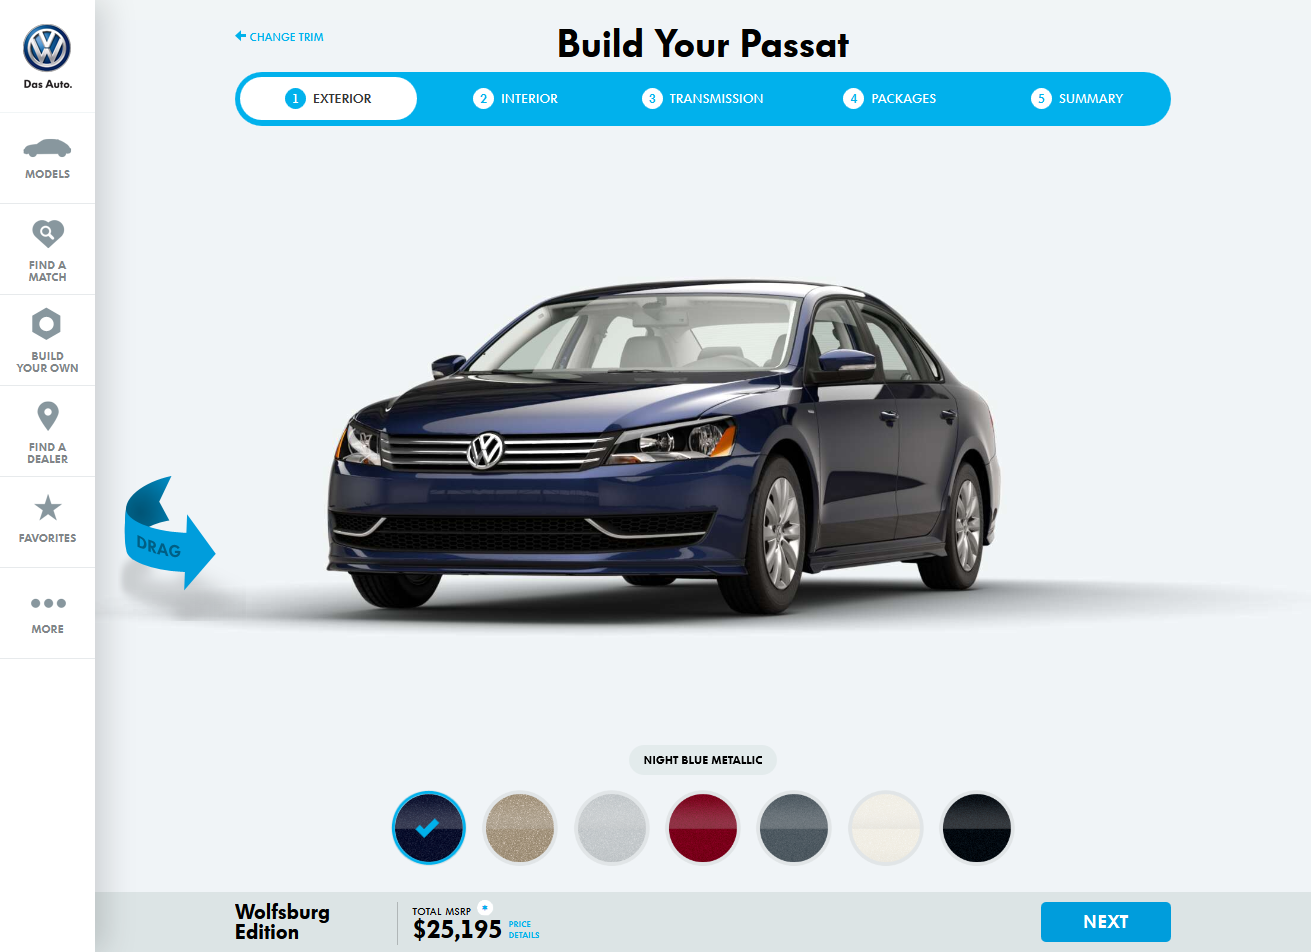 Das Auto.
MODELS
FIND A
MATCH
BUILD
YOUR OWN
FIND A
DEALER
FAVORITES
MORE
CHANGE TRIM
Build Your Passat
1 EXTERIOR
2 INTERIOR
3 TRANSMISSION
4 PACKAGES
5 SUMMARY
DRAG
NIGHT BLUE METALLIC
Wolfsburg
Edition
TOTAL MSRP *
$25,195
PRICE
DETAILS
NEXT